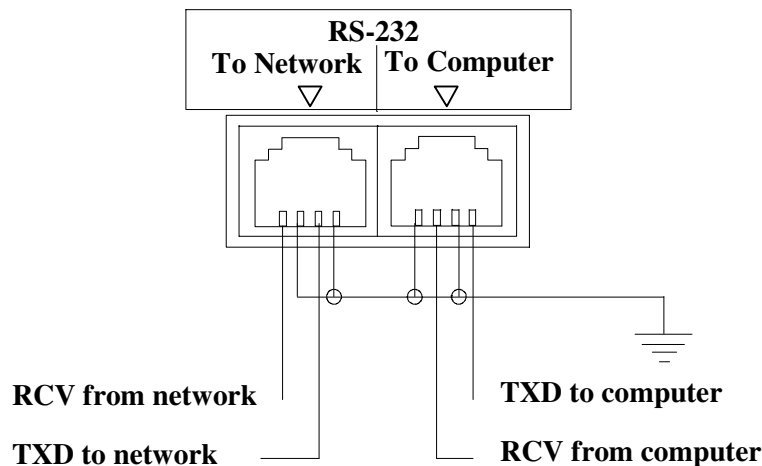 RS-232
To Network
To Computer
RCV from network
TXD to computer
TXD to network
RCV from computer